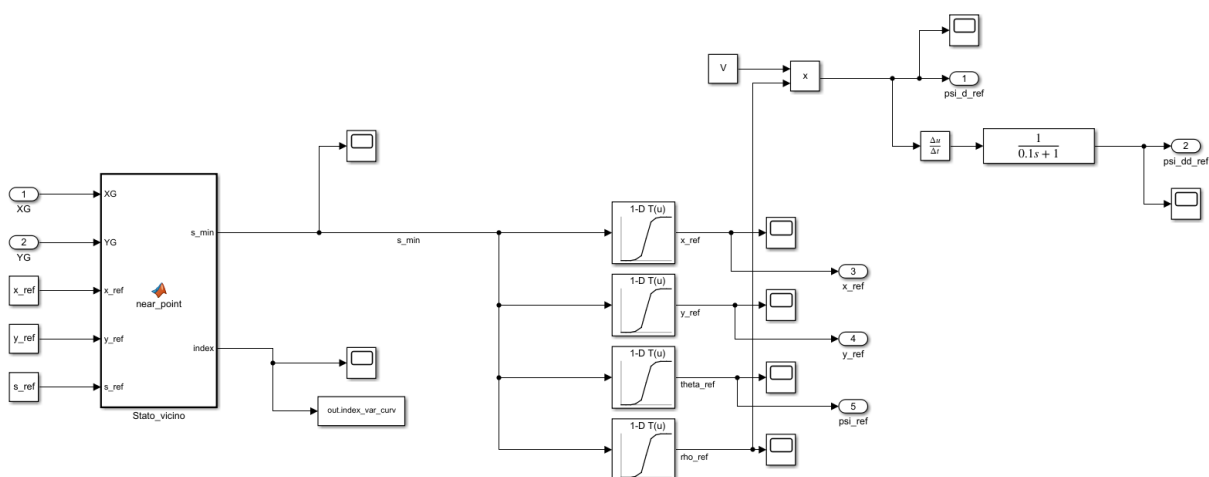 V
x
1
psi_d_ref
Δu
Δt
1
0.1s + 1
2
psi_dd_ref
1
XG
XG
2
YG
YG
x_ref
x_ref
y_ref
y_ref
s_ref
s_ref
near_point
s_min
index
Stato_vicino
s_min
out.index_var_curv
1-D T(u)
x_ref
3
x_ref
1-D T(u)
y_ref
4
y_ref
1-D T(u)
theta_ref
5
psi_ref
1-D T(u)
rho_ref